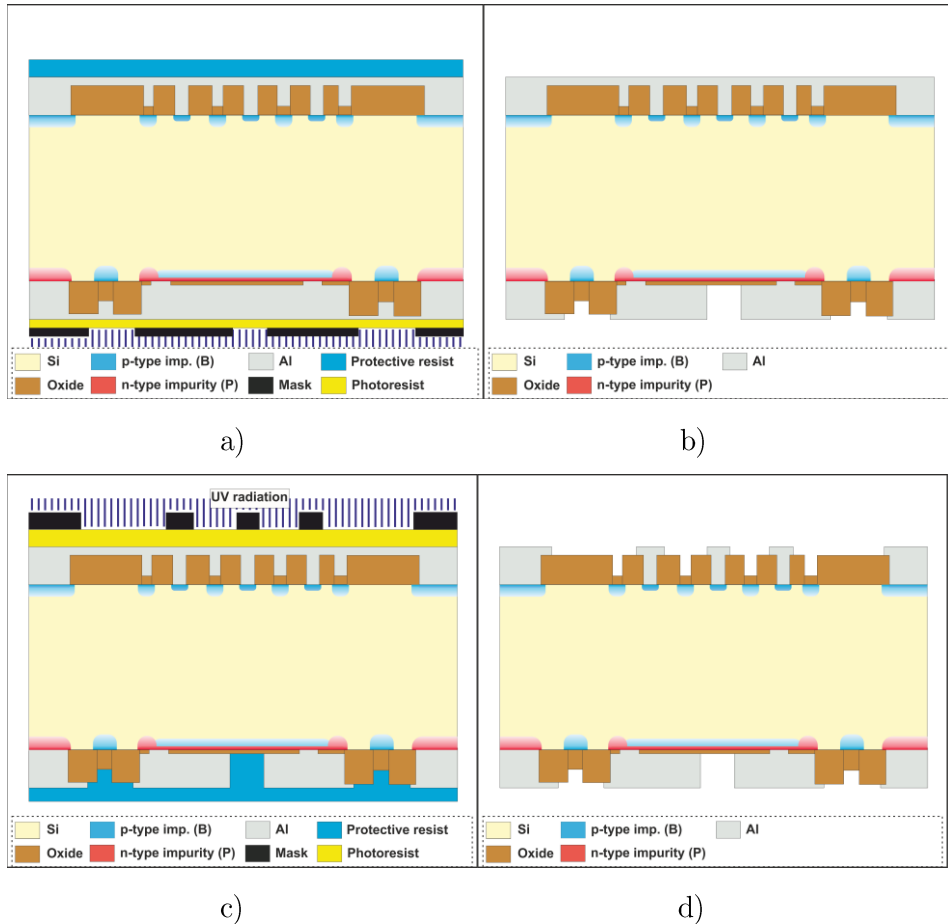 Si p-type imp. (B) Al Protective resist
Oxide n-type impurity (P) Mask Photoresist
Si p-type imp. (B) Al
Oxide n-type impurity (P)
a) b)
UV radiation
Si p-type imp. (B) Al Protective resist
Oxide n-type impurity (P) Mask Photoresist
Si p-type imp. (B) Al
Oxide n-type impurity (P)
c) d)